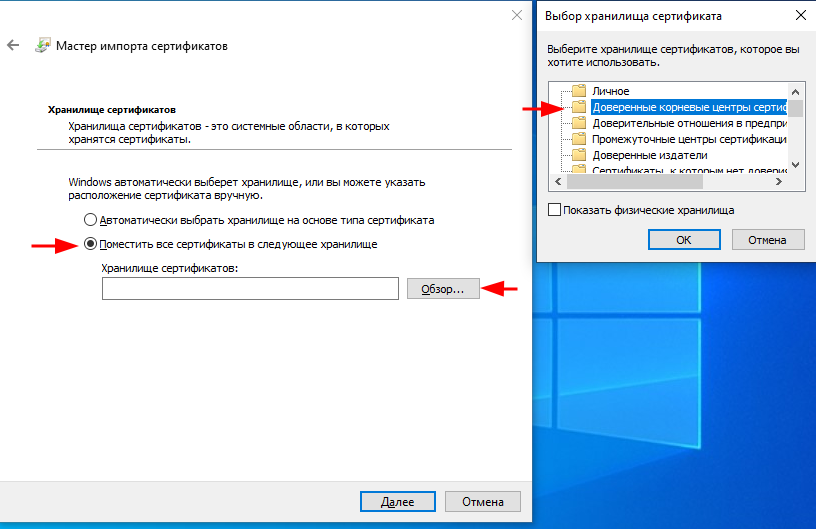 Мастер импорта сертификатов
Хранилище сертификатов
Хранилища сертификатов - это системные области, в которых
хранятся сертификаты.
Windows автоматически выберет хранилище, или вы можете указать
расположение сертификата вручную.
Автоматически выбрать хранилище на основе типа сертификата
Поместить все сертификаты в следующее хранилище
Хранилище сертификатов:
Обзор...
Далее
Отмена
Выбор хранилища сертификата
Выберите хранилище сертификатов, которое вы
хотите использовать.
Личное
Доверенные корневые центры сертиф
Доверительные отношения в предпри
Промежуточные центры сертификаци
Доверенные издатели
Сертификаты, к которым нет доверия
Показать физические хранилища
ОК
Отмена